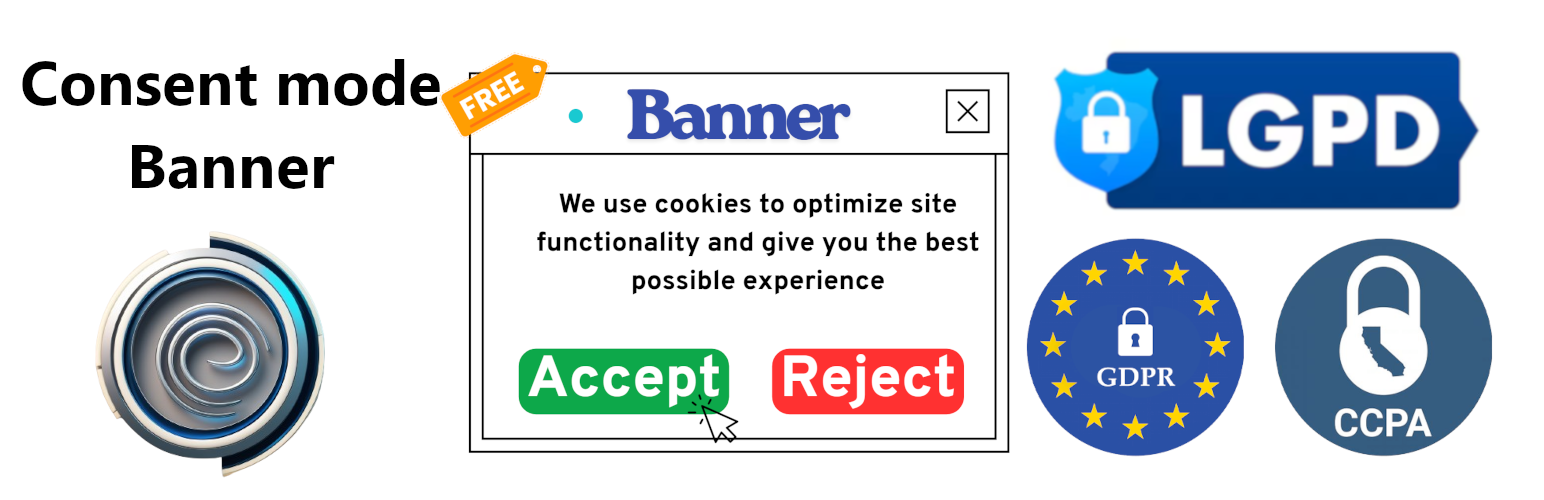 Consent mode
Banner
FREE
Banner
We use cookies to optimize site
functionality and give you the best
possible experience
Accept
Reject
LGPD
GDPR
CCPA